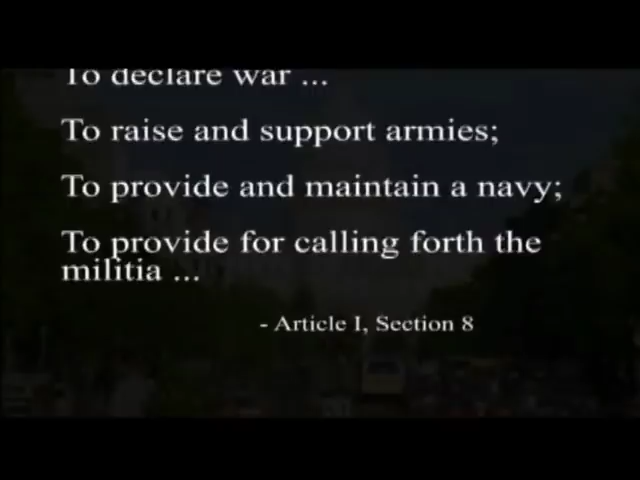 To declare war ...
To raise and support armies;
To provide and maintain a navy;
To provide for calling forth the
militia ...
- Article I, Section 8